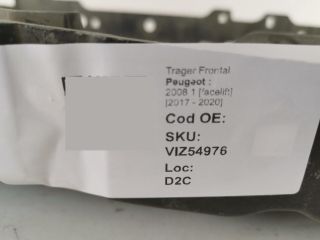 Trager Frontal
Peugeot :
2008 1 [facelift]
[2017 - 2020]
Cod OE:
SKU:
VIZ54976
Loc:
D2C